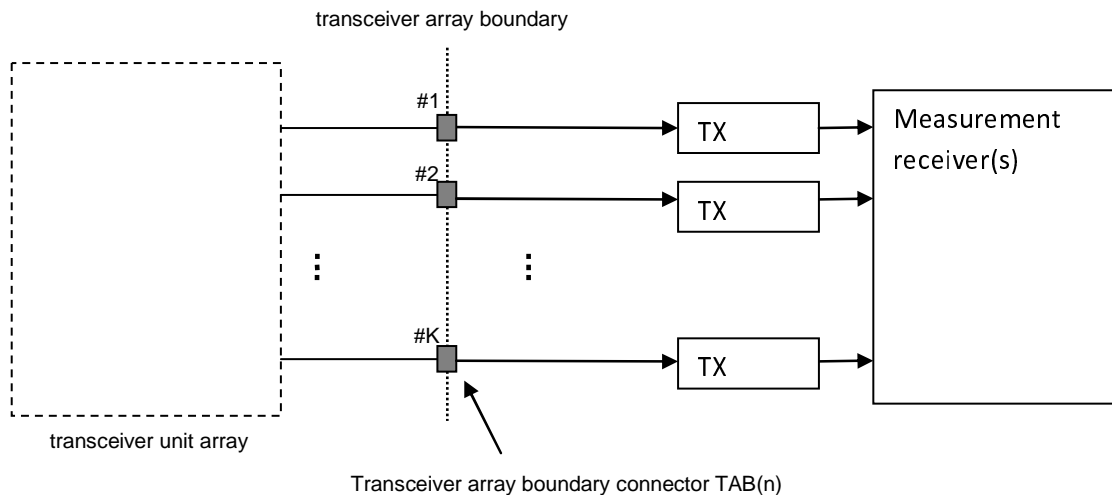 transceiver array boundary
#1
TX
Measurement
receiver(s)
#2
TX
#K
TX
transceiver unit array
Transceiver array boundary connector TAB(n)